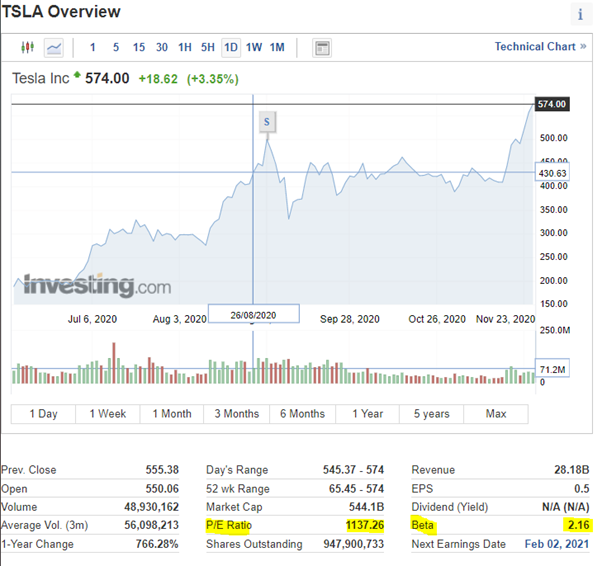 TSLA Overview
i
1 5 15 30 1H 5H 1D 1W 1M
Technical Chart »
Tesla Inc 574.00 +18.62 (+3.35%)
574.00
S
500.00
450.00
430.63
400.00
350.00
300.00
250.00
200.00
150.00
Investing.com
Jul 6, 2020 Aug 3, 2020 26/08/2020 Sep 28, 2020 Oct 26, 2020 Nov 23, 2020
250.0M
71.2M
0
1 Day 1 Week 1 Month 3 Months 6 Months 1 Year 5 years Max
Prev. Close 555.38 Day's Range 545.37 - 574 Revenue 28.18B
Open 550.06 52 wk Range 65.45 - 574 EPS 0.5
Volume 48,930,162 Market Cap 544.1B Dividend (Yield) N/A (N/A)
Average Vol. (3m) 56,098,213 P/E Ratio 1137.26 Beta 2.16
1-Year Change 766.28% Shares Outstanding 947,900,733 Next Earnings Date Feb 02, 2021